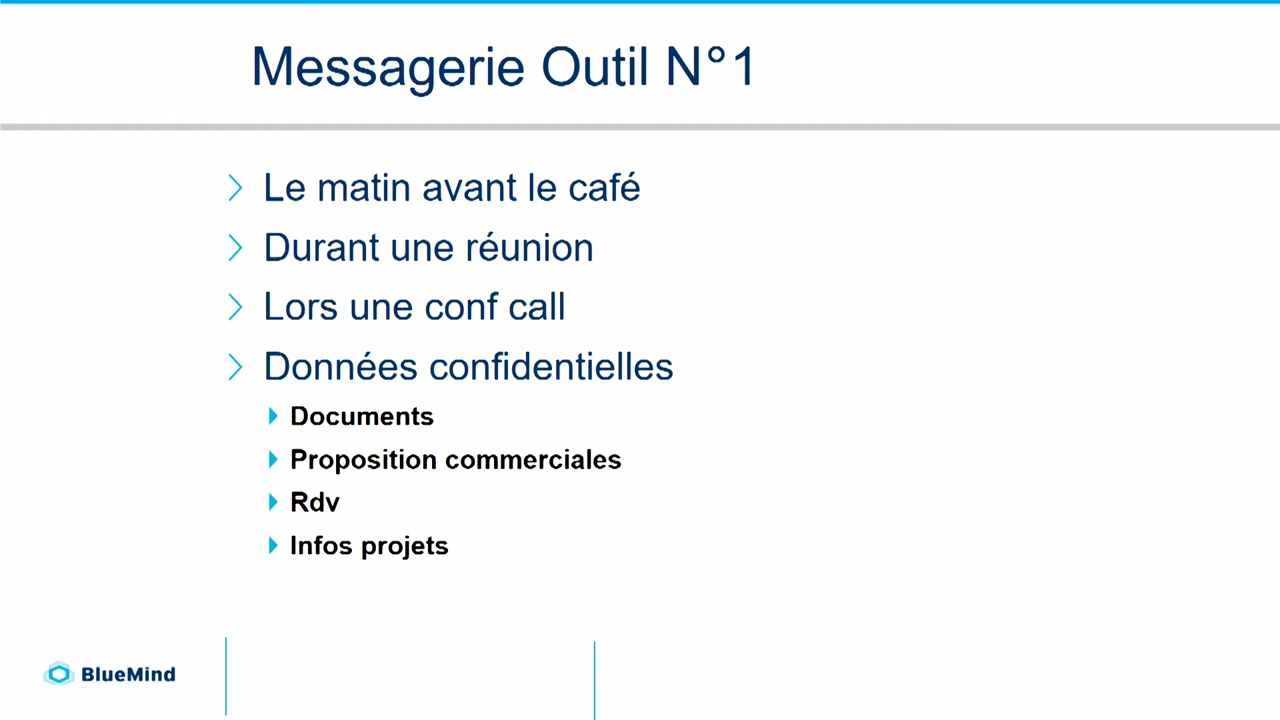 Messagerie Outil N°1
Le matin avant le café
Durant une réunion
Lors une conf call
Données confidentielles
Documents
Proposition commerciales
Rdv
Infos projets
BlueMind